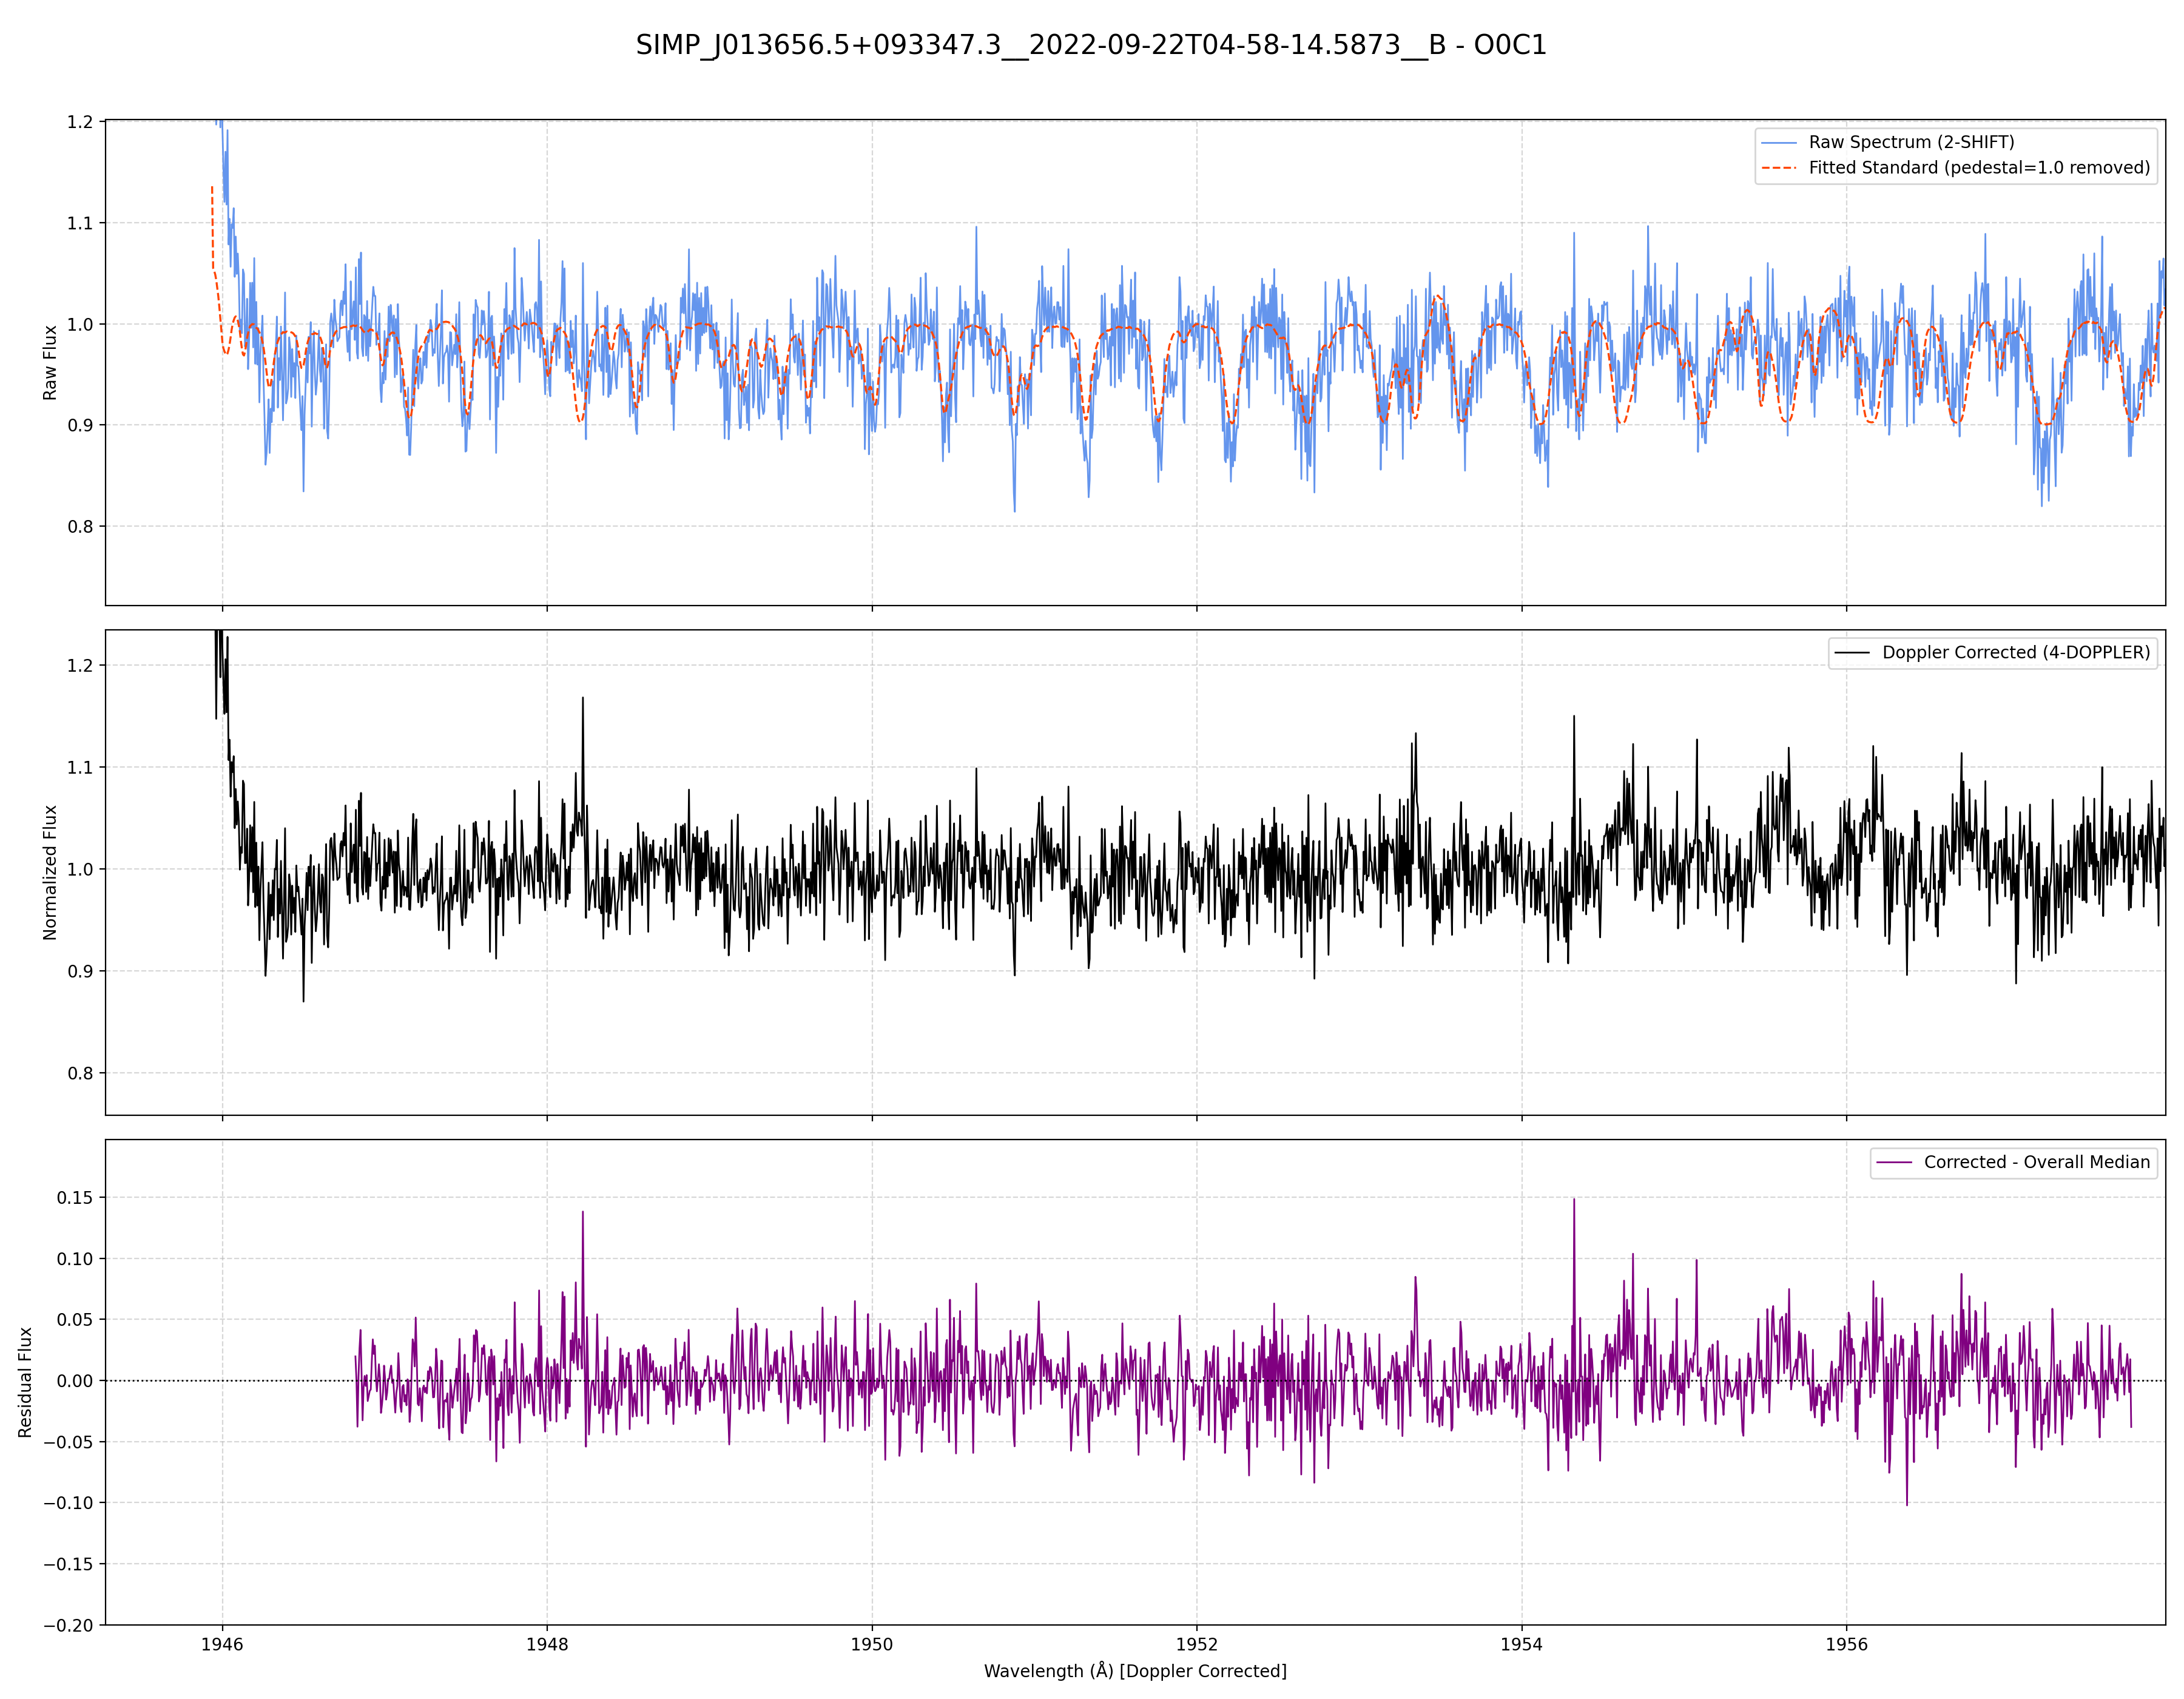 SIMP_J013656.5+093347.3__2022-09-22T04-58-14.5873__B - O0C1
1.2
1.1
1.0
0.9
0.8
Raw Flux
Raw Spectrum (2-SHIFT)
Fitted Standard (pedestal=1.0 removed)
1.2
1.1
1.0
0.9
0.8
Normalized Flux
Doppler Corrected (4-DOPPLER)
0.15
0.10
0.05
0.00
−0.05
−0.10
−0.15
−0.20
Residual Flux
Corrected - Overall Median
1946
1948
1950
1952
1954
1956
Wavelength (Å) [Doppler Corrected]